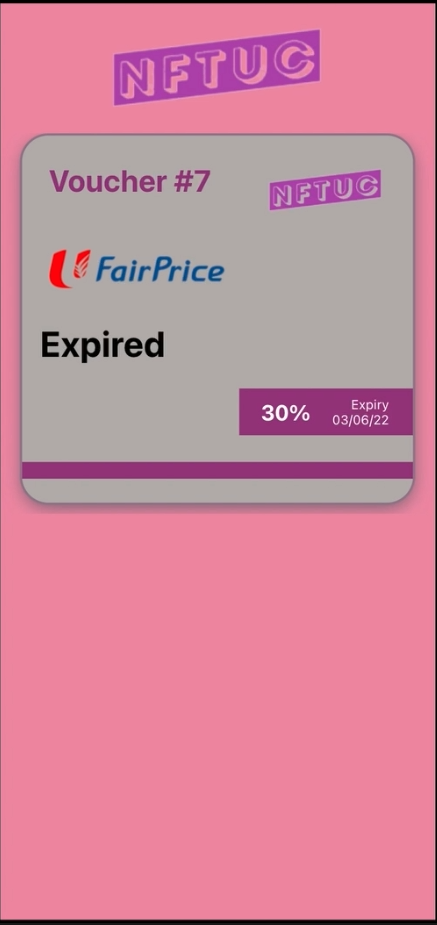 NFTUC
Voucher #7
NFTUC
FairPrice
Expired
30%
Expiry
03/06/22